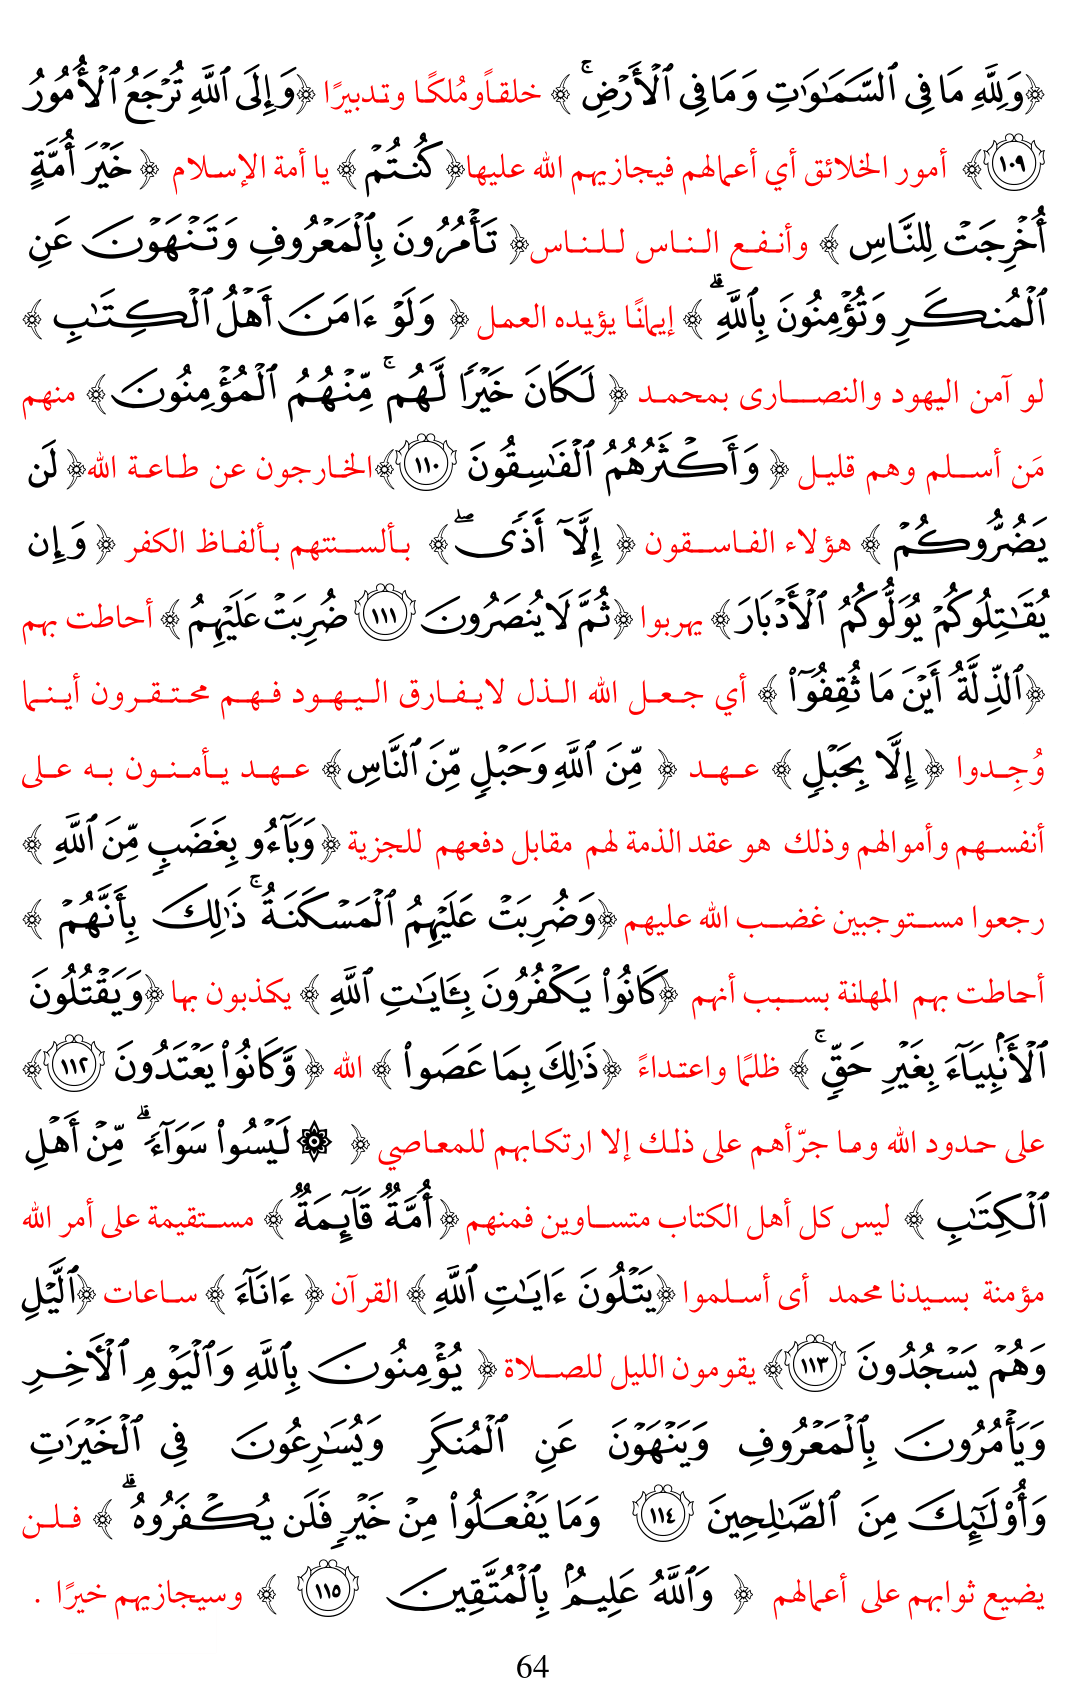 ﴿وَلِلَّهِ مَا فِى ٱلسَّمَـٰوَٰتِ وَمَا فِى ٱلْأَرْضِ ۚ ﴾ خلقاًومُلكًا وتدبيرًا ﴿وَإِلَى ٱللَّهِ تُرْجَعُ ٱلْأُمُورُ
١٠٩﴾ أمور الخلائق أي أعمالهم فيجازيهم الله عليها﴿كُنتُمْ ﴾ يا أمة الإسلام ﴿ خَيْرَ أُمَّةٍ
أُخْرِجَتْ لِلنَّاسِ ﴾ وأنفع الناس للناس﴿ تَأْمُرُونَ بِٱلْمَعْرُوفِ وَتَنْهَوْنَ عَنِ
ٱلْمُنكَرِ وَتُؤْمِنُونَ بِٱللَّهِ ۗ ﴾ إيمانًا يؤيده العمل ﴿ وَلَوْ ءَامَنَ أَهْلُ ٱلْكِتَـٰبِ ﴾
لو آمن اليهود والنصارى بمحمد ﴿ لَكَانَ خَيْرًا لَّهُم ۚ مِّنْهُمُ ٱلْمُؤْمِنُونَ ﴾ منهم
مَن أسلم وهم قليل ﴿ وَأَكْثَرُهُمُ ٱلْفَـٰسِقُونَ ١١٠﴾الخارجون عن طاعة الله﴿ لَن
يَضُرُّوكُمْ ﴾ هؤلاء الفاسقون ﴿ إِلَّآ أَذًى ۖ ﴾ بألسنتهم بألفاظ الكفر ﴿ وَإِن
يُقَـٰتِلُوكُمْ يُوَلُّوكُمُ ٱلْأَدْبَارَ ﴾ يهربوا ﴿ثُمَّ لَا يُنصَرُونَ ١١١ ضُرِبَتْ عَلَيْهِمُ ﴾ أحاطت بهم
﴿ٱلذِّلَّةُ أَيْنَ مَا ثُقِفُوٓا۟ ﴾ أي جعل الله الذل لايفارق اليهود فهم محتقرون أينما
وُجِدوا ﴿ إِلَّا بِحَبْلٍ ﴾ عهد ﴿ مِّنَ ٱللَّهِ وَحَبْلٍ مِّنَ ٱلنَّاسِ ﴾ عهد يأمنون به على
أنفسهم وأموالهم وذلك هو عقد الذمة لهم مقابل دفعهم للجزية ﴿ وَبَآءُو بِغَضَبٍ مِّنَ ٱللَّهِ ﴾
رجعوا مستوجبين غضب الله عليهم ﴿وَضُرِبَتْ عَلَيْهِمُ ٱلْمَسْكَنَةُ ۚ ذَٰلِكَ بِأَنَّهُمْ ﴾
أحاطت بهم المهانة بسبب أنهم ﴿كَانُوا۟ يَكْفُرُونَ بِـَٔايَـٰتِ ٱللَّهِ ﴾ يكذبون بها ﴿وَيَقْتُلُونَ
ٱلْأَنۢبِيَآءَ بِغَيْرِ حَقٍّ ۚ ﴾ ظلمًا واعتداءً ﴿ذَٰلِكَ بِمَا عَصَوا۟ ﴾ الله ﴿ وَّكَانُوا۟ يَعْتَدُونَ ١١٢﴾
على حدود الله وما جرّأهم على ذلك إلا ارتكابهم للمعاصي ﴿ ۞ لَيْسُوا۟ سَوَآءً ۗ مِّنْ أَهْلِ
ٱلْكِتَـٰبِ ﴾ ليس كل أهل الكتاب متساوين فمنهم ﴿أُمَّةٌ قَآئِمَةٌ ﴾ مستقيمة على أمر الله
مؤمنة بسيدنا محمد أى أسلموا ﴿يَتْلُونَ ءَايَـٰتِ ٱللَّهِ ﴾ القرآن ﴿ ءَانَآءَ ﴾ ساعات ﴿ٱلَّيْلِ
وَهُمْ يَسْجُدُونَ ١١٣﴾ يقومون الليل للصلاة ﴿ يُؤْمِنُونَ بِٱللَّهِ وَٱلْيَوْمِ ٱلْـَٔاخِرِ
وَيَأْمُرُونَ بِٱلْمَعْرُوفِ وَيَنْهَوْنَ عَنِ ٱلْمُنكَرِ وَيُسَـٰرِعُونَ فِى ٱلْخَيْرَٰتِ
وَأُو۟لَـٰٓئِكَ مِنَ ٱلصَّـٰلِحِينَ ١١٤ وَمَا يَفْعَلُوا۟ مِنْ خَيْرٍ فَلَن يُكْفَرُوهُ ۗ ﴾ فلن
يضيع ثوابهم على أعمالهم ﴿ وَٱللَّهُ عَلِيمٌۢ بِٱلْمُتَّقِينَ ١١٥ ﴾ وسيجازيهم خيرًا .
64